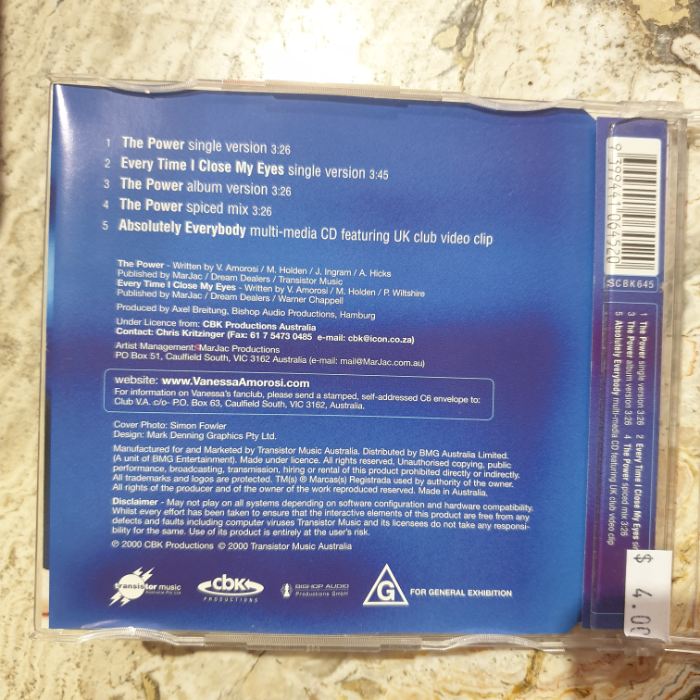 1 The Power single version 3:26
2 Every Time I Close My Eyes single version 3:45
3 The Power album version 3:26
4 The Power spiced mix 3:26
5 Absolutely Everybody multi-media CD featuring UK club video clip
The Power - Written by V. Amorosi / M. Holden / J. Ingram / A. Hicks
Published by MarJac / Dream Dealers / Transistor Music
Every Time I Close My Eyes - Written by V. Amorosi / M. Holden / P. Wiltshire
Published by MarJac / Dream Dealers / Warner Chappell
Produced by Axel Breitung, Bishop Audio Productions, Hamburg
Under Licence from: CBK Productions Australia
Contact: Chris Kritzinger (Fax: 61 7 5473 0485 e-mail: cbk@icon.co.za)
Artist Management: MarJac Productions
PO Box 51, Caulfield South, VIC 3162 Australia (e-mail: mail@MarJac.com.au)
website: www.VanessaAmorosi.com
For information on Vanessa's fanclub, please send a stamped, self-addressed C6 envelope to:
Club V.A. c/o- P.O. Box 63, Caulfield South, VIC 3162, Australia.
Cover Photo: Simon Fowler
Design: Mark Denning Graphics Pty Ltd.
Manufactured for and Marketed by Transistor Music Australia. Distributed by BMG Australia Limited.
(A unit of BMG Entertainment). Made under licence. All rights reserved, Unauthorised copying, public
performance, broadcasting, transmission, hiring or rental of this product prohibited directly or indirectly.
All trademarks and logos are protected. TM(s) ® Marcas(s) Registrada used by authority of the owner.
All rights of the producer and of the owner of the work reproduced reserved. Made in Australia.
Disclaimer - May not play on all systems depending on software configuration and hardware compatibility.
Whilst every effort has been taken to ensure that the interactive elements of this product are free from any
defects and faults including computer viruses Transistor Music and its licensees do not take any responsi-
bility for the same. Use of its product is entirely at the user's risk.
℗ 2000 CBK Productions © 2000 Transistor Music Australia
transistor music
Australia Pty Ltd
cbk
PRODUCTIONS
BISHOP AUDIO
Productions GmbH
G
FOR GENERAL EXHIBITION
9 399441 064520
SCBK645
1 The Power single version 3:26 2 Every Time I Close My Eyes
3 The Power album version 3:26 4 The Power spiced mix 3:26
5 Absolutely Everybody multi-media CD featuring UK club video clip
$ 4.00